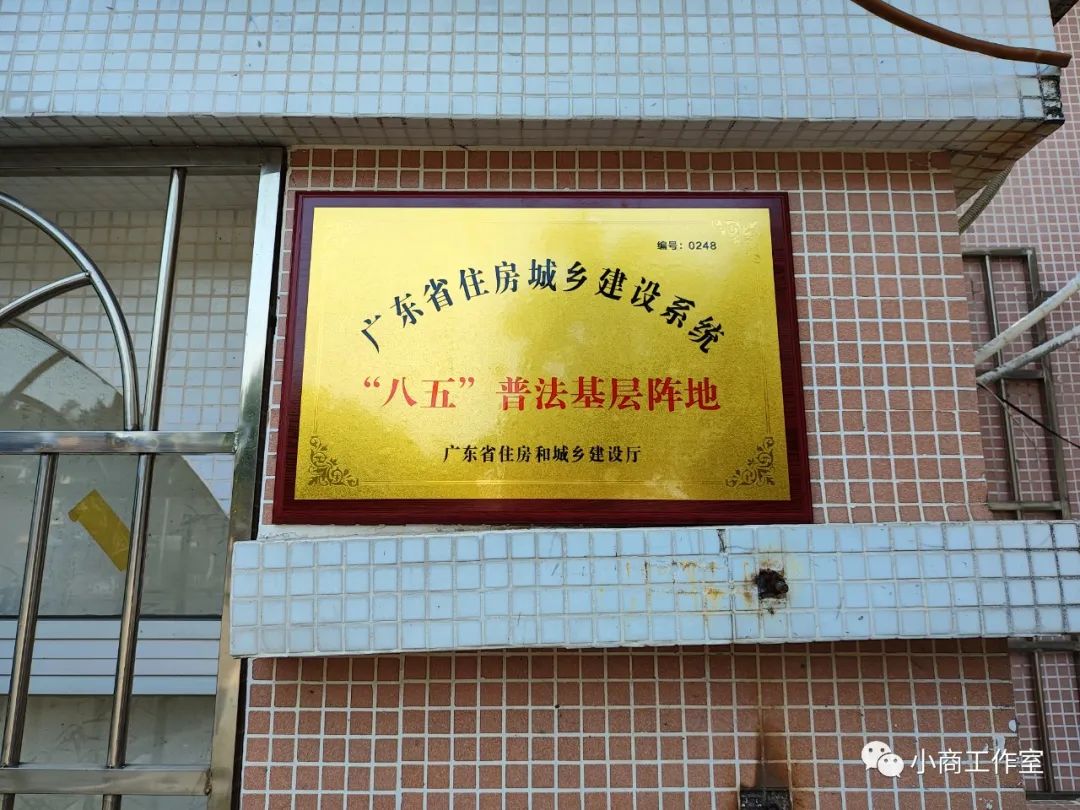 编号：0248
广东省住房城乡建设系统
“八五”普法基层阵地
广东省住房和城乡建设厅
小商工作室